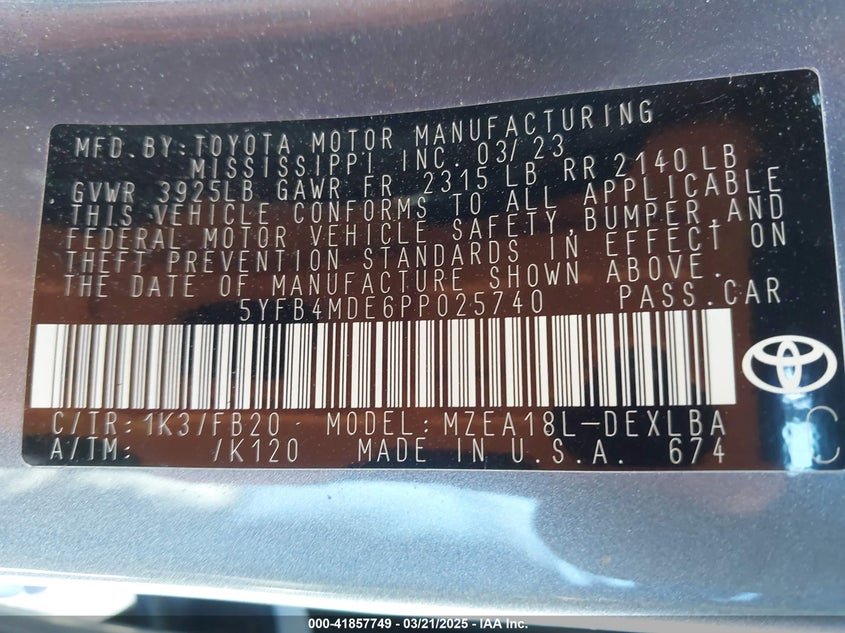 MFD.BY:TOYOTA MOTOR MANUFACTURING
MISSISSIPPI INC. 03/23
GVWR 3925LB GAWR FR 2315 LB RR 2140 LB
THIS VEHICLE CONFORMS TO ALL APPLICABLE
FEDERAL MOTOR VEHICLE SAFETY,BUMPER,AND
THEFT PREVENTION STANDARDS IN EFFECT ON
THE DATE OF MANUFACTURE SHOWN ABOVE.
5YFB4MDE6PP025740 PASS.CAR
C/TR:1K3/FB20 MODEL:MZEA18L-DEXLBA
A/TM: /K120 MADE IN U.S.A. 674
C
000-41857749 - 03/21/2025 - IAA Inc.